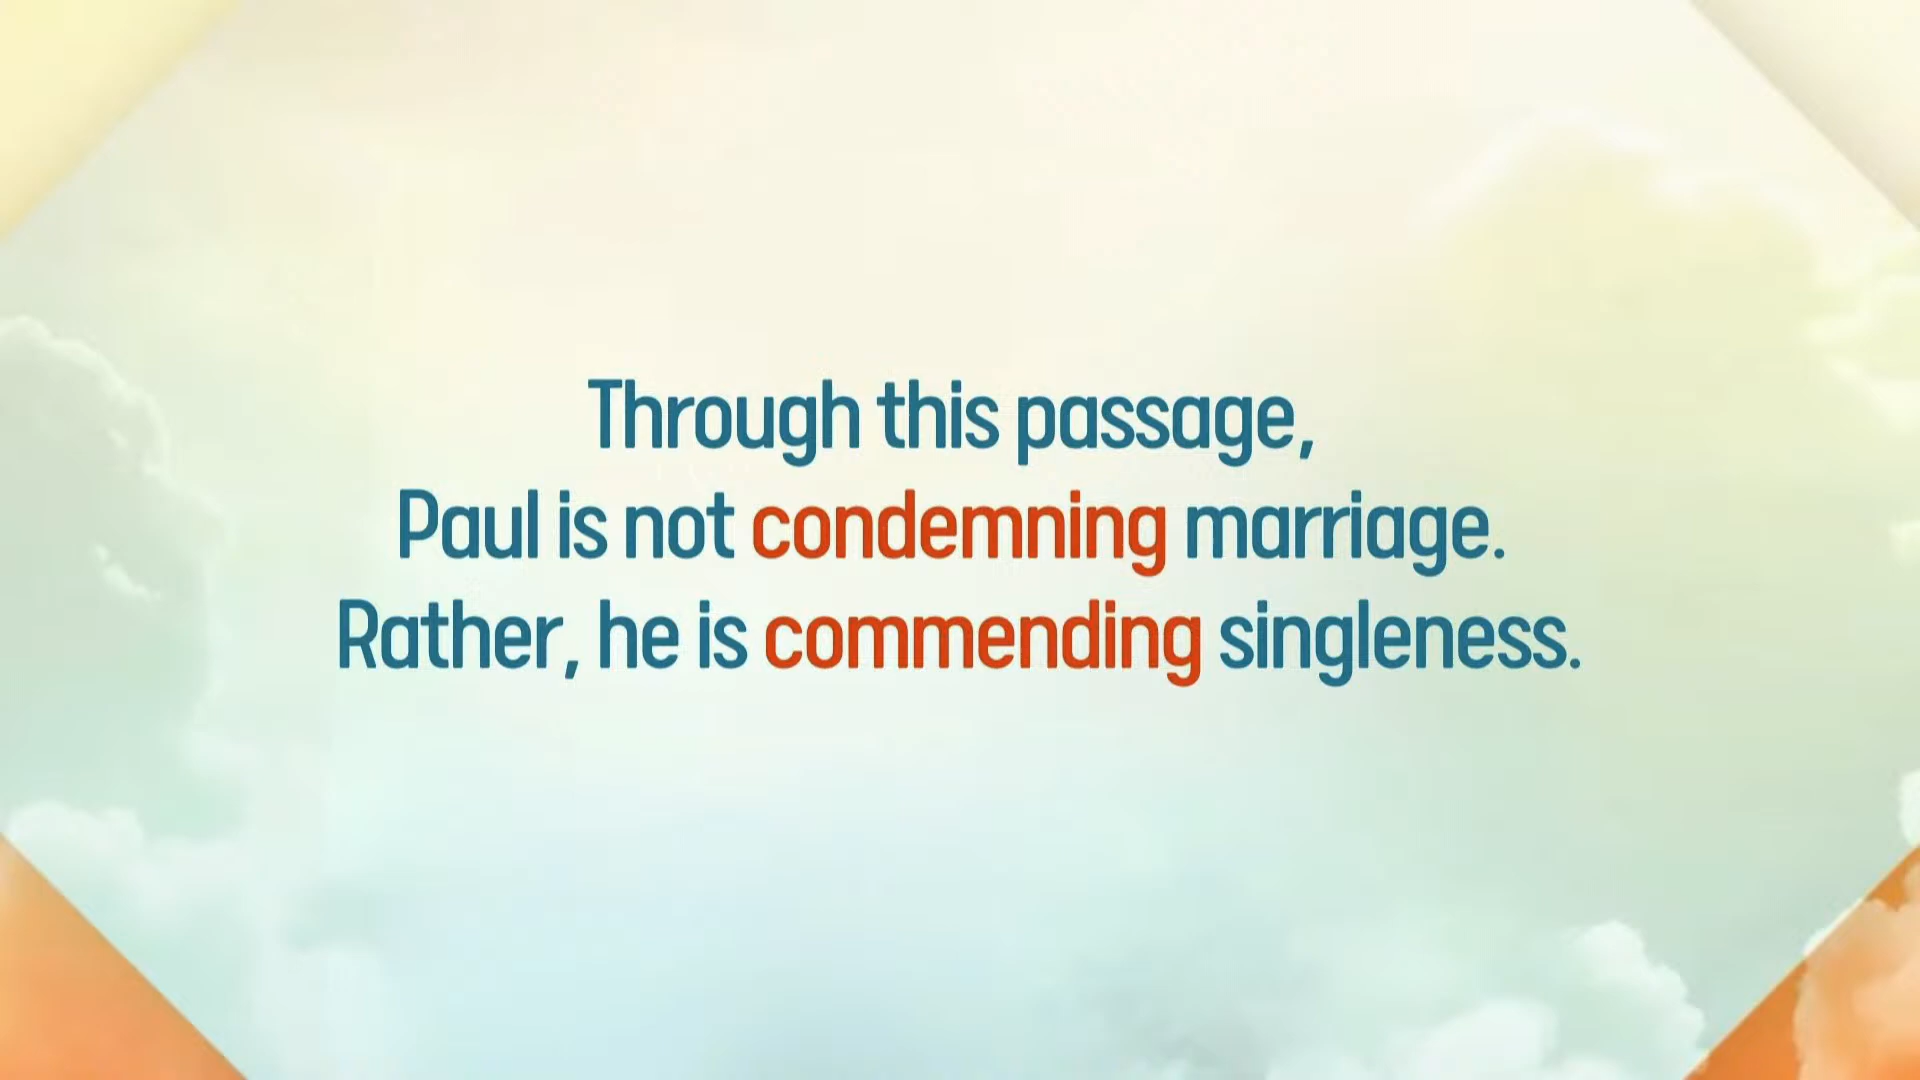 Through this passage,
Paul is not condemning marriage.
Rather, he is commending singleness.